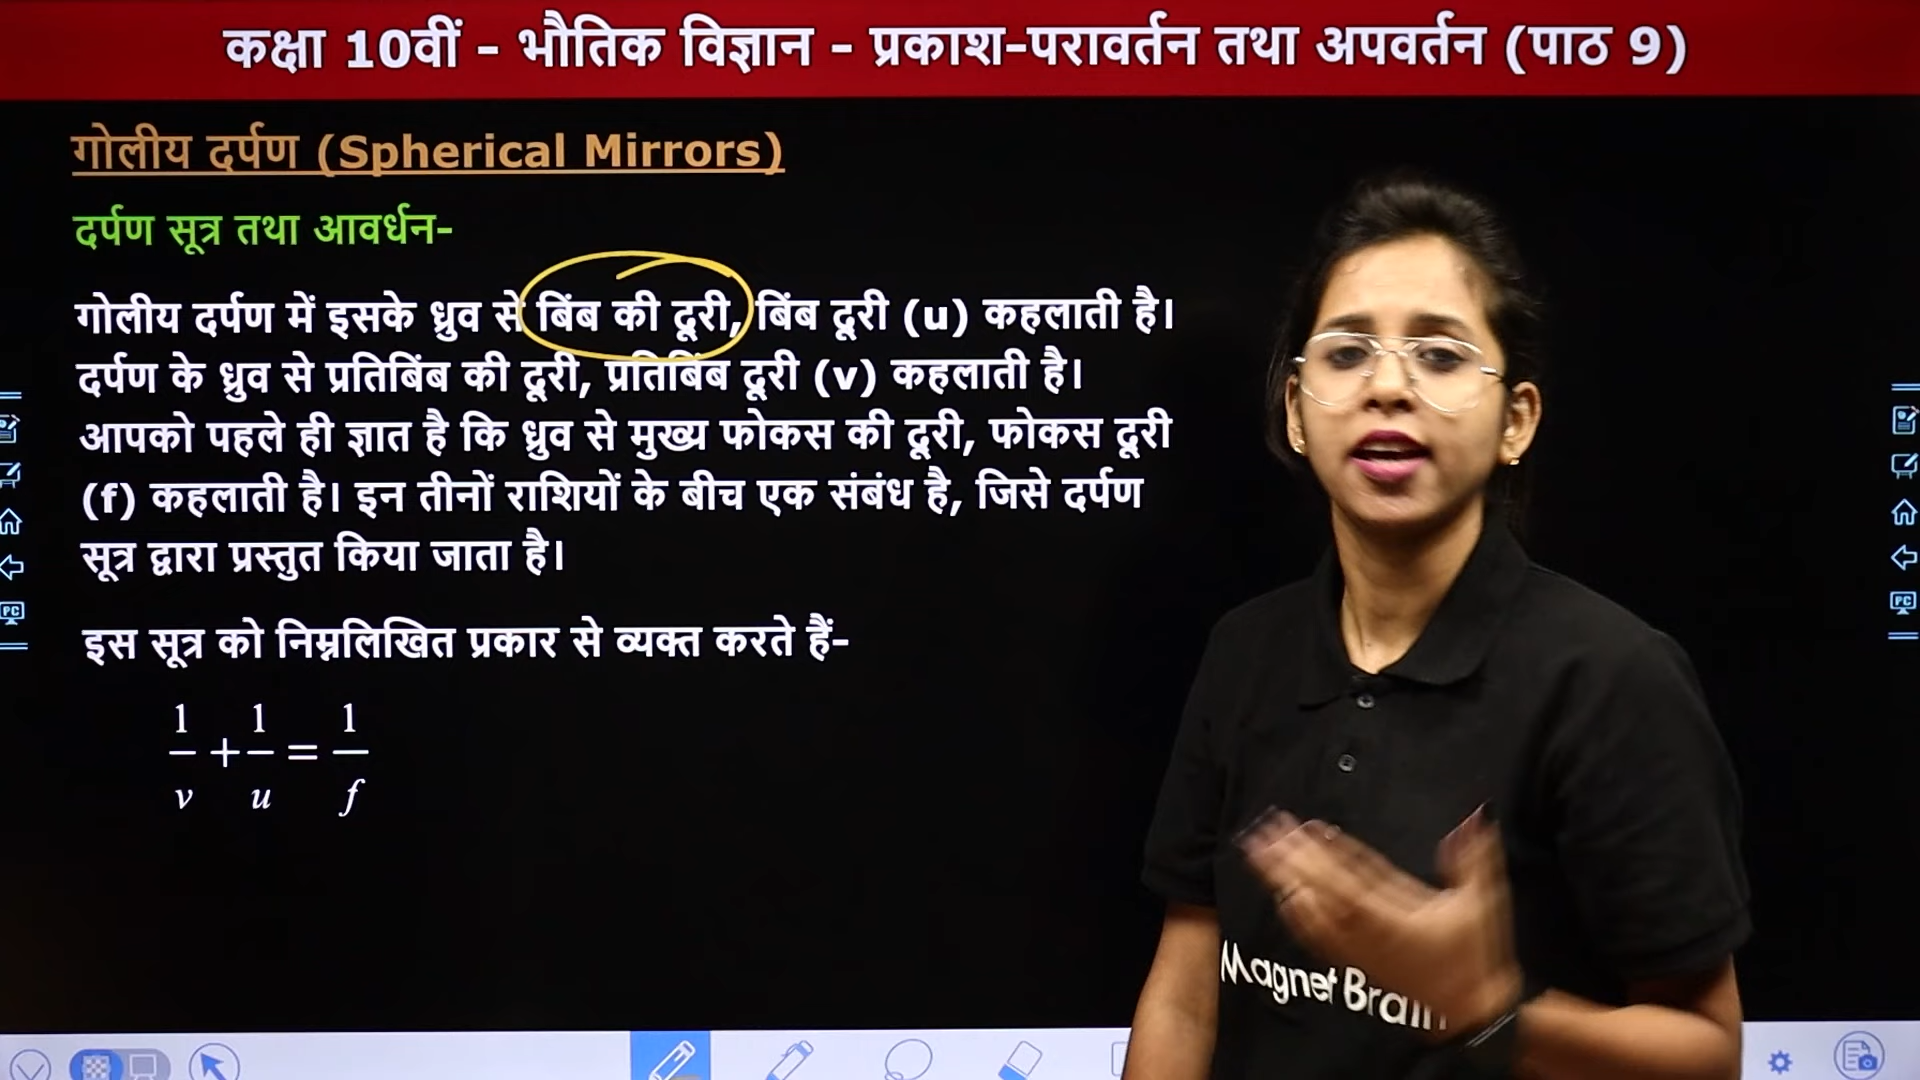 कक्षा 10वीं - भौतिक विज्ञान - प्रकाश-परावर्तन तथा अपवर्तन (पाठ 9)
गोलीय दर्पण (Spherical Mirrors)
दर्पण सूत्र तथा आवर्धन-
गोलीय दर्पण में इसके ध्रुव से बिंब की दूरी, बिंब दूरी (u) कहलाती है।
दर्पण के ध्रुव से प्रतिबिंब की दूरी, प्रतिबिंब दूरी (v) कहलाती है।
आपको पहले ही ज्ञात है कि ध्रुव से मुख्य फोकस की दूरी, फोकस दूरी
(f) कहलाती है। इन तीनों राशियों के बीच एक संबंध है, जिसे दर्पण
सूत्र द्वारा प्रस्तुत किया जाता है।
इस सूत्र को निम्नलिखित प्रकार से व्यक्त करते हैं-
1/v + 1/u = 1/f
Magnet Brain
PC
PC